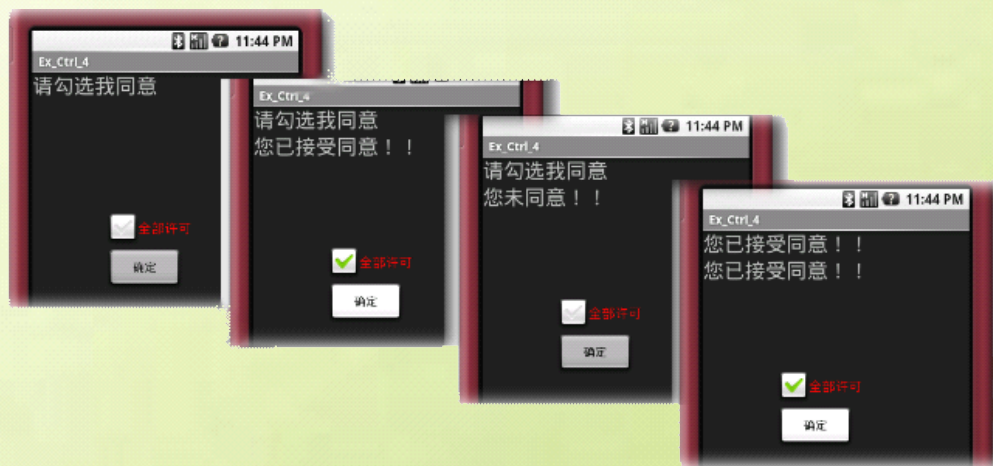 11:44 PM
Ex_Ctrl_4
请勾选我同意
全部许可
确定
Ex_Ctrl_4
请勾选我同意
您已接受同意！！
全部许可
确定
11:44 PM
Ex_Ctrl_4
请勾选我同意
您未同意！！
全部许可
确定
11:44 PM
Ex_Ctrl_4
您已接受同意！！
您已接受同意！！
全部许可
确定